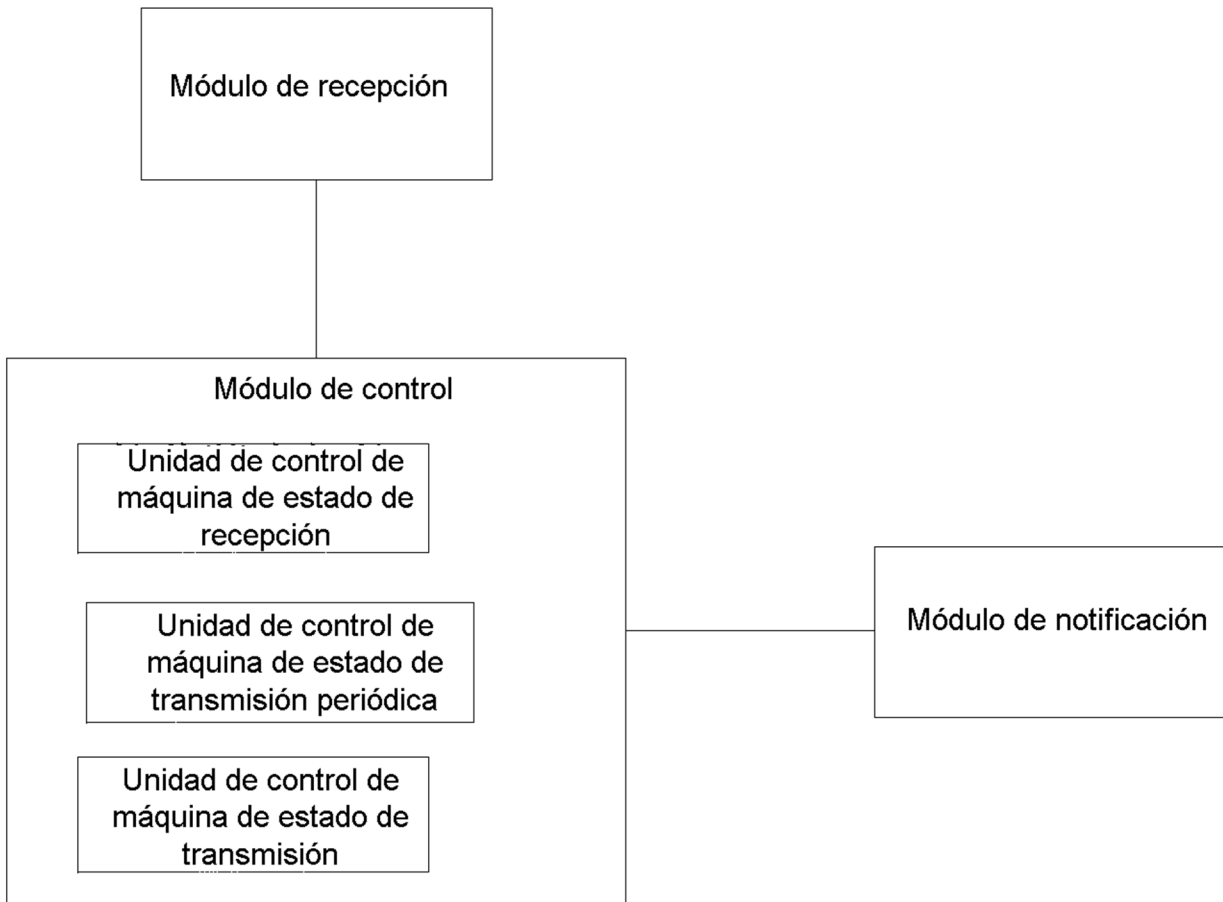 Módulo de recepción
Módulo de control
Unidad de control de
máquina de estado de
recepción
Unidad de control de
máquina de estado de
transmisión periódica
Unidad de control de
máquina de estado de
transmisión
Módulo de notificación